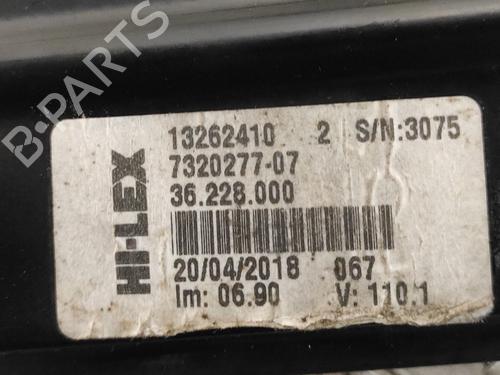 B-PARTS
HI-LEX
13262410 2 S/N:3075
7320277-07
36.228.000
20/04/2018 067
Im: 06.90 V: 110.1